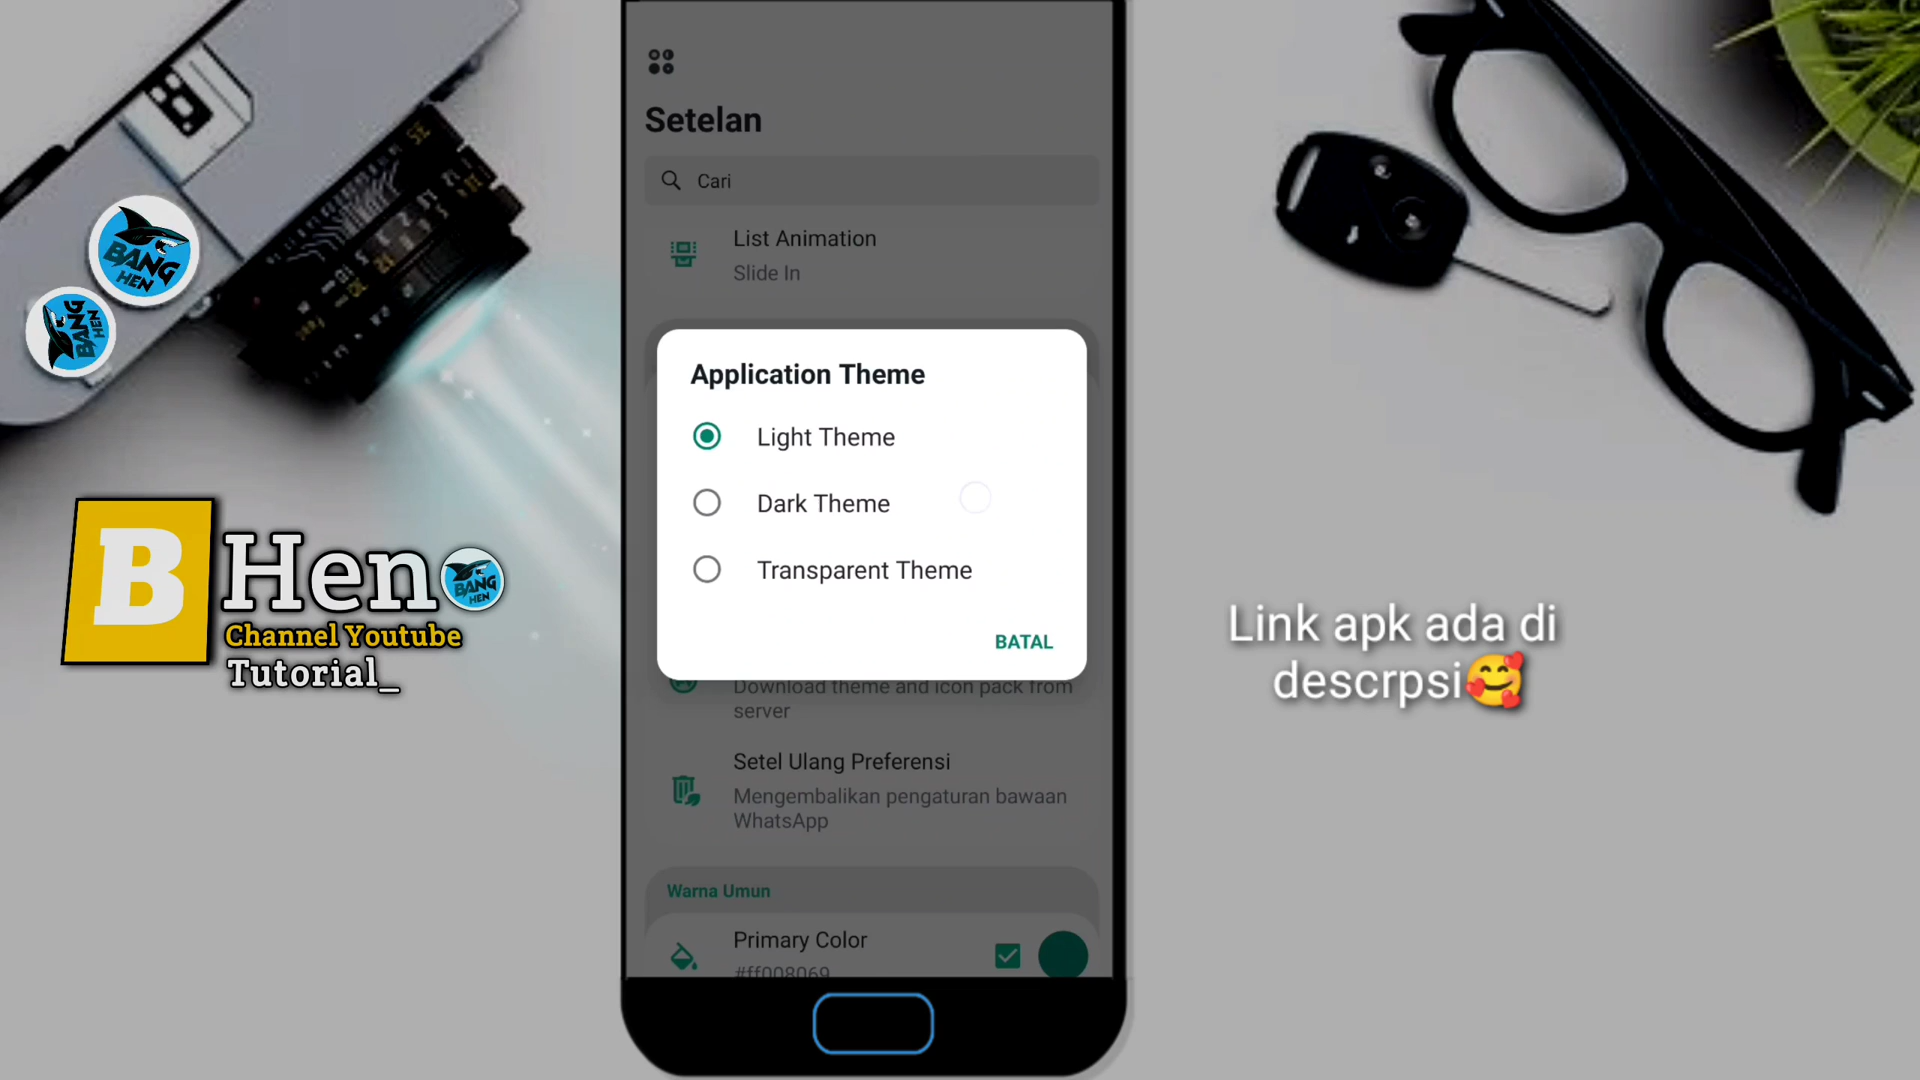 Setelan
Cari
List Animation
Slide In
Application Theme
Light Theme
Dark Theme
Transparent Theme
BATAL
Download theme and icon pack from
server
Setel Ulang Preferensi
Mengembalikan pengaturan bawaan
WhatsApp
Warna Umun
Primary Color
#ff008069
BANG
HEN
BANG
HEN
B Hen
BANG
HEN
Channel Youtube
Tutorial_
Link apk ada di
descrpsi🥰